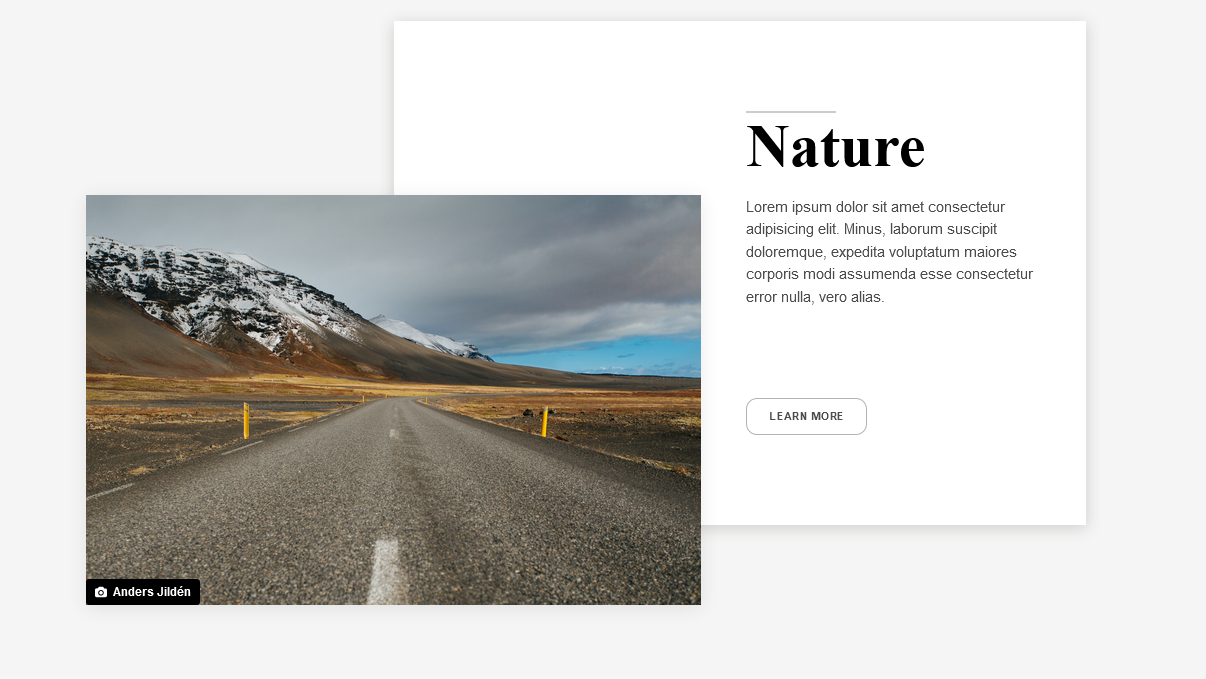 Nature
Lorem ipsum dolor sit amet consectetur
adipisicing elit. Minus, laborum suscipit
doloremque, expedita voluptatum maiores
corporis modi assumenda esse consectetur
error nulla, vero alias.
LEARN MORE
Anders Jildén